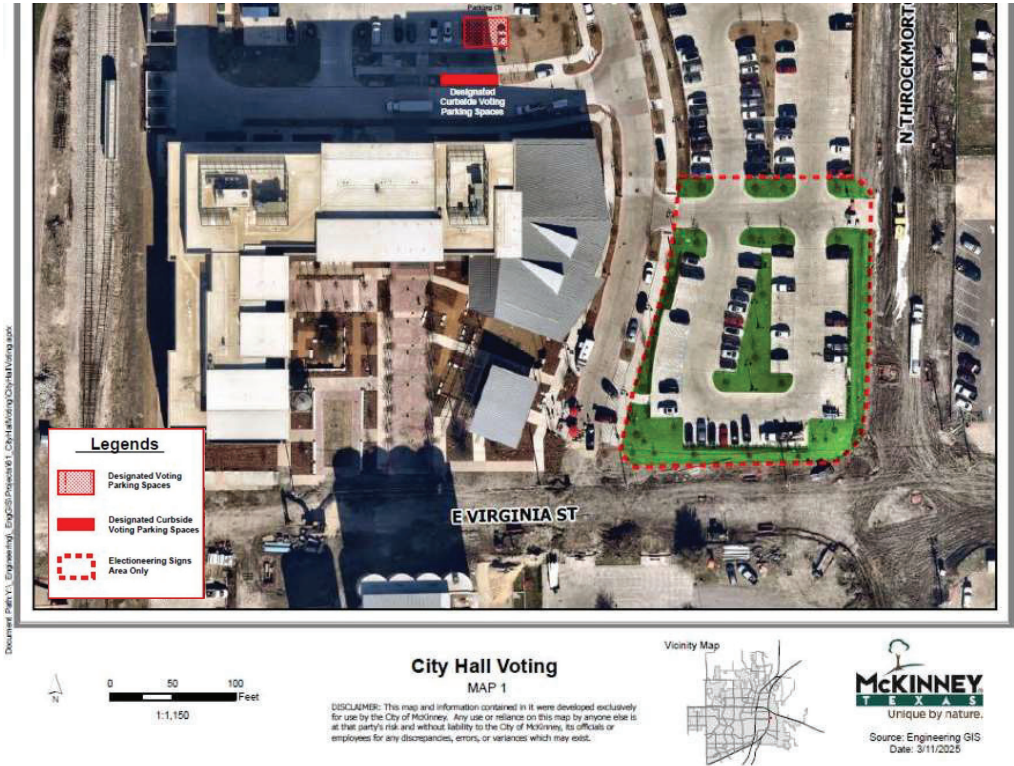 Parking (3)
Designated
Curbside Voting
Parking Spaces
N THROCKMORT
E VIRGINIA ST
Legends
Designated Voting
Parking Spaces
Designated Curbside
Voting Parking Spaces
Electioneering Signs
Area Only
N
0 50 100
Feet
1:1,150
City Hall Voting
MAP 1
DISCLAIMER: This map and information contained in it were developed exclusively
for use by the City of McKinney. Any use or reliance on this map by anyone else is
at that party's risk and without liability to the City of McKinney, its officials or
employees for any discrepancies, errors, or variances which may exist.
Vicinity Map
McKINNEY
TEXAS
Unique by nature.
Source: Engineering GIS
Date: 3/11/2025